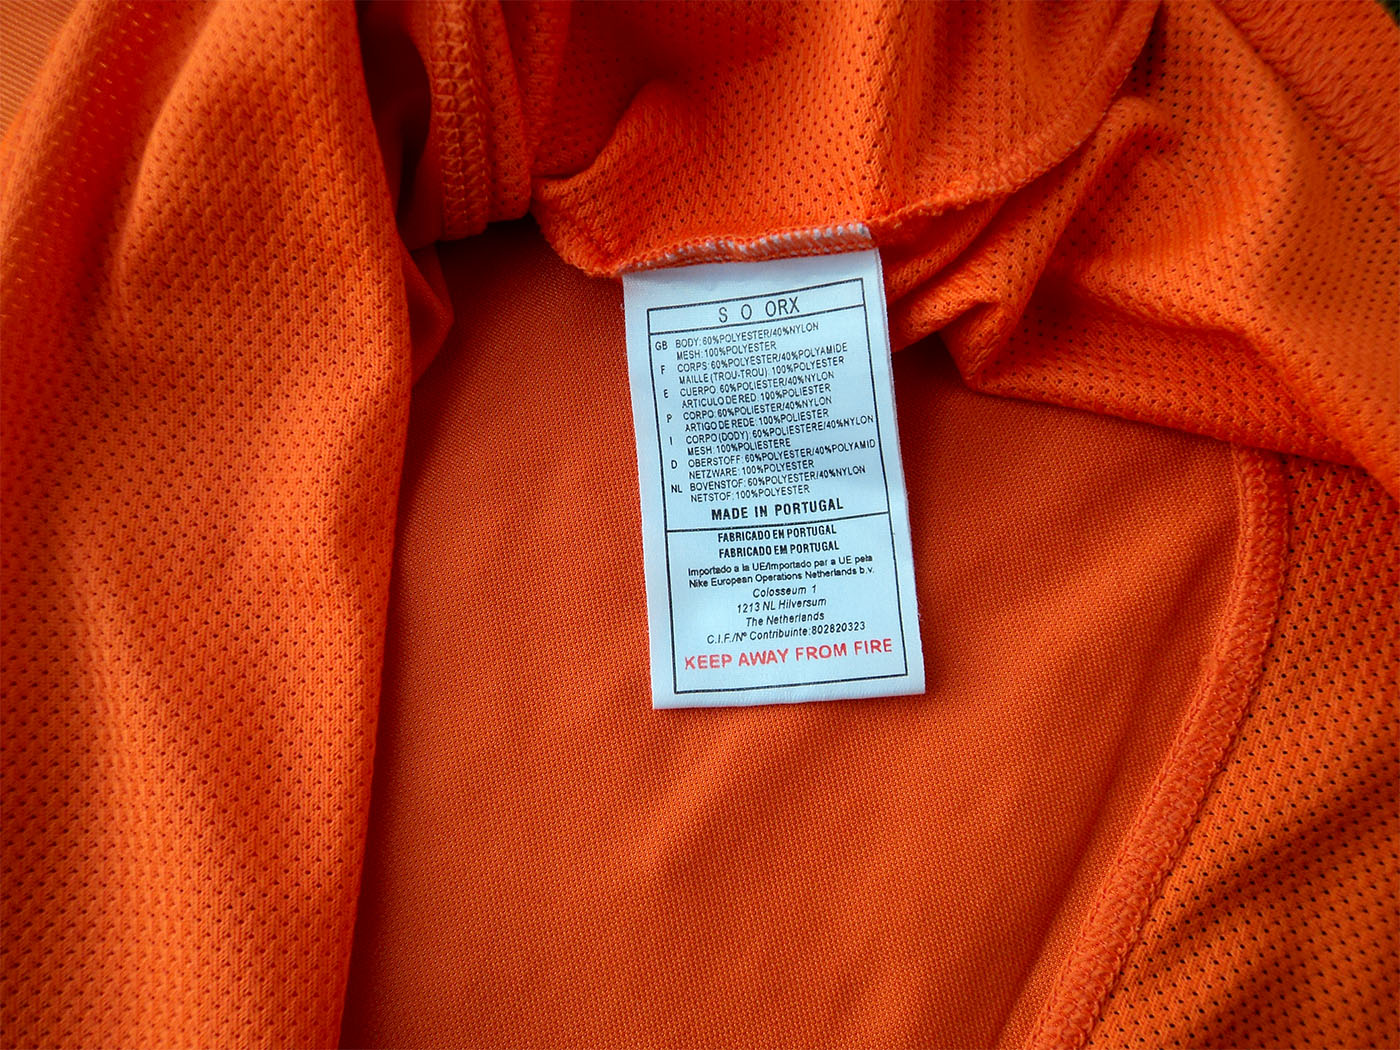 S O ORX
GB BODY: 60%POLYESTER/40%NYLON
MESH: 100%POLYESTER
F CORPS: 60%POLYESTER/40%POLYAMIDE
MAILLE (TROU-TROU): 100%POLYESTER
E CUERPO: 60%POLIESTER/40%NYLON
ARTICULO DE RED: 100%POLIESTER
P CORPO: 60%POLIESTER/40%NYLON
ARTIGO DE REDE: 100%POLIESTER
I CORPO (DODY): 60%POLIESTERE/40%NYLON
MESH: 100%POLIESTERE
D OBERSTOFF: 60%POLYESTER/40%POLYAMID
NETZWARE: 100%POLYESTER
NL BOVENSTOF: 60%POLYESTER/40%NYLON
NETSTOF: 100%POLYESTER
MADE IN PORTUGAL
FABRICADO EN PORTUGAL
FABRICADO EM PORTUGAL
Importado a la UE/Importado par a UE pela
Nike European Operations Netherlands b.v.
Colosseum 1
1213 NL Hilversum
The Netherlands
C.I.F./Nº Contribuinte:802820323
KEEP AWAY FROM FIRE